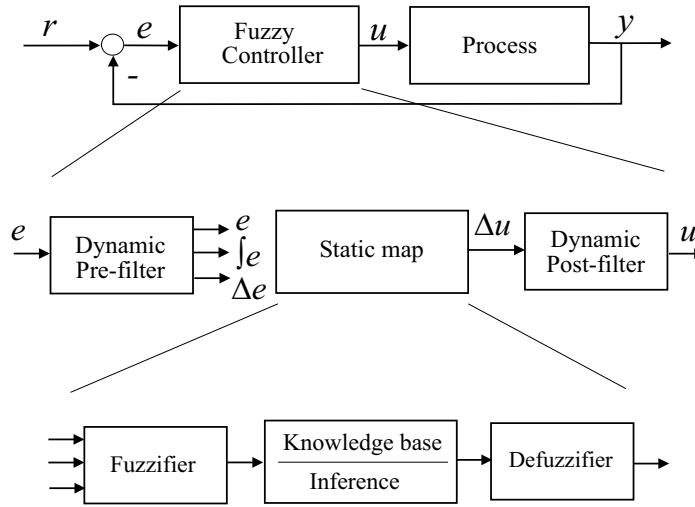 r
e
-
Fuzzy
Controller
u
Process
y
e
Dynamic
Pre-filter
e
∫e
Δe
Static map
Δu
Dynamic
Post-filter
u
Fuzzifier
Knowledge base
Inference
Defuzzifier